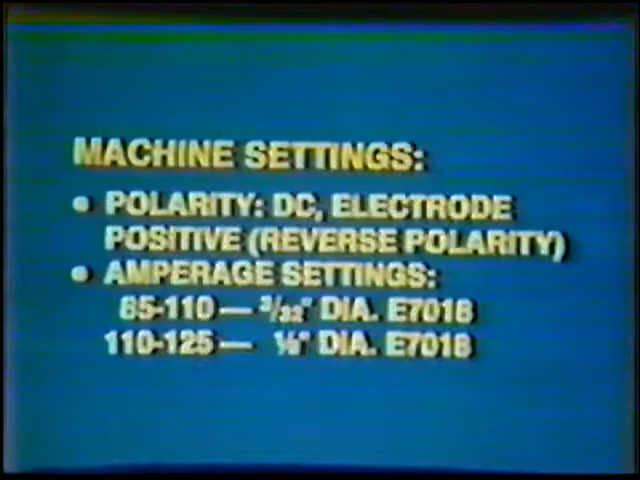 MACHINE SETTINGS:
• POLARITY: DC, ELECTRODE
POSITIVE (REVERSE POLARITY)
• AMPERAGE SETTINGS:
85-110 — 3/32" DIA. E7018
110-125 — 1/8" DIA. E7018